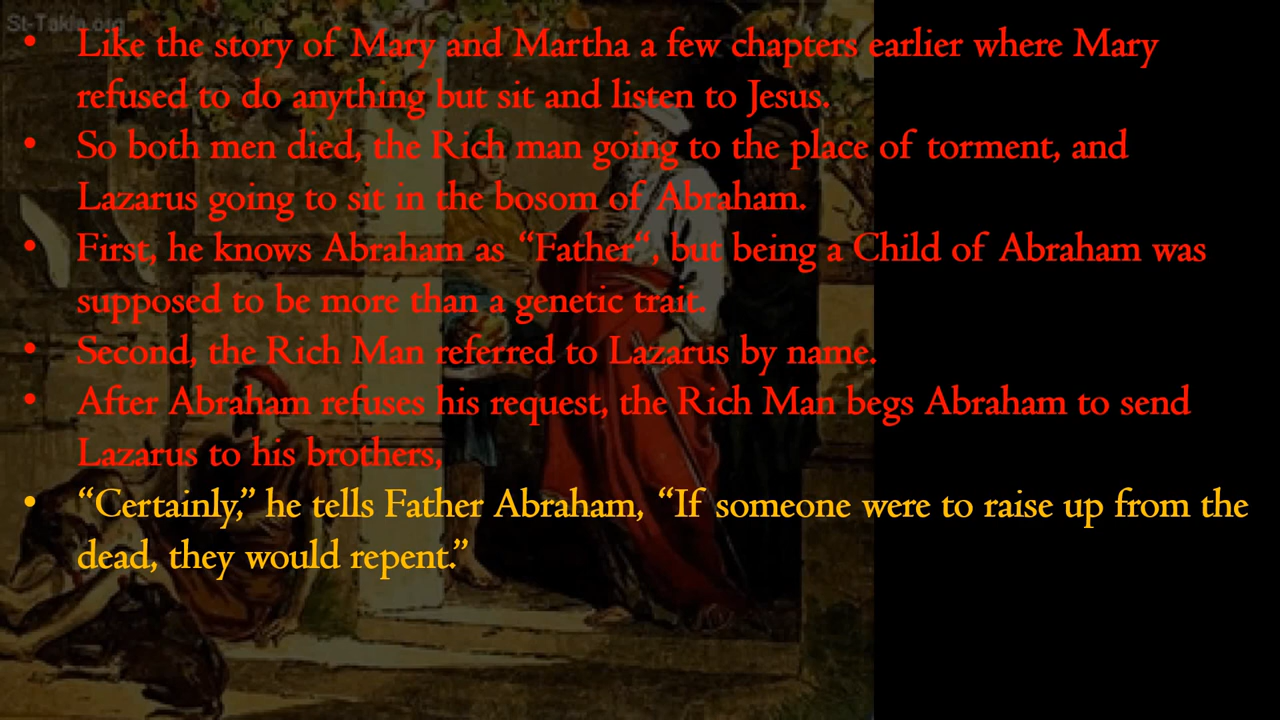 St-Takla.org
• Like the story of Mary and Martha a few chapters earlier where Mary
refused to do anything but sit and listen to Jesus.
• So both men died, the Rich man going to the place of torment, and
Lazarus going to sit in the bosom of Abraham.
• First, he knows Abraham as “Father“, but being a Child of Abraham was
supposed to be more than a genetic trait.
• Second, the Rich Man referred to Lazarus by name.
• After Abraham refuses his request, the Rich Man begs Abraham to send
Lazarus to his brothers,
• “Certainly,” he tells Father Abraham, “If someone were to raise up from the
dead, they would repent.”